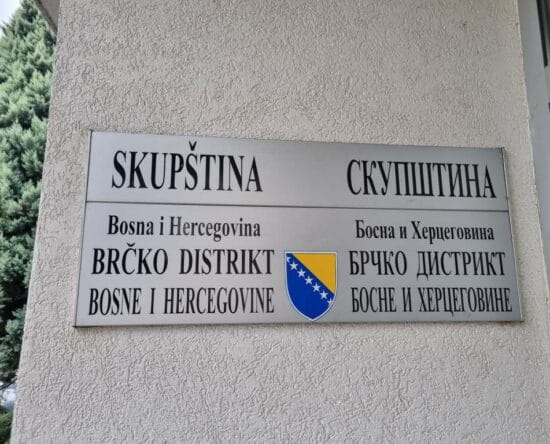 SKUPŠTINA
СКУПШТИНА
Bosna i Hercegovina
BRČKO DISTRIKT
BOSNE I HERCEGOVINE
Босна и Херцеговина
БРЧКО ДИСТРИКТ
БОСНЕ И ХЕРЦЕГОВИНЕ